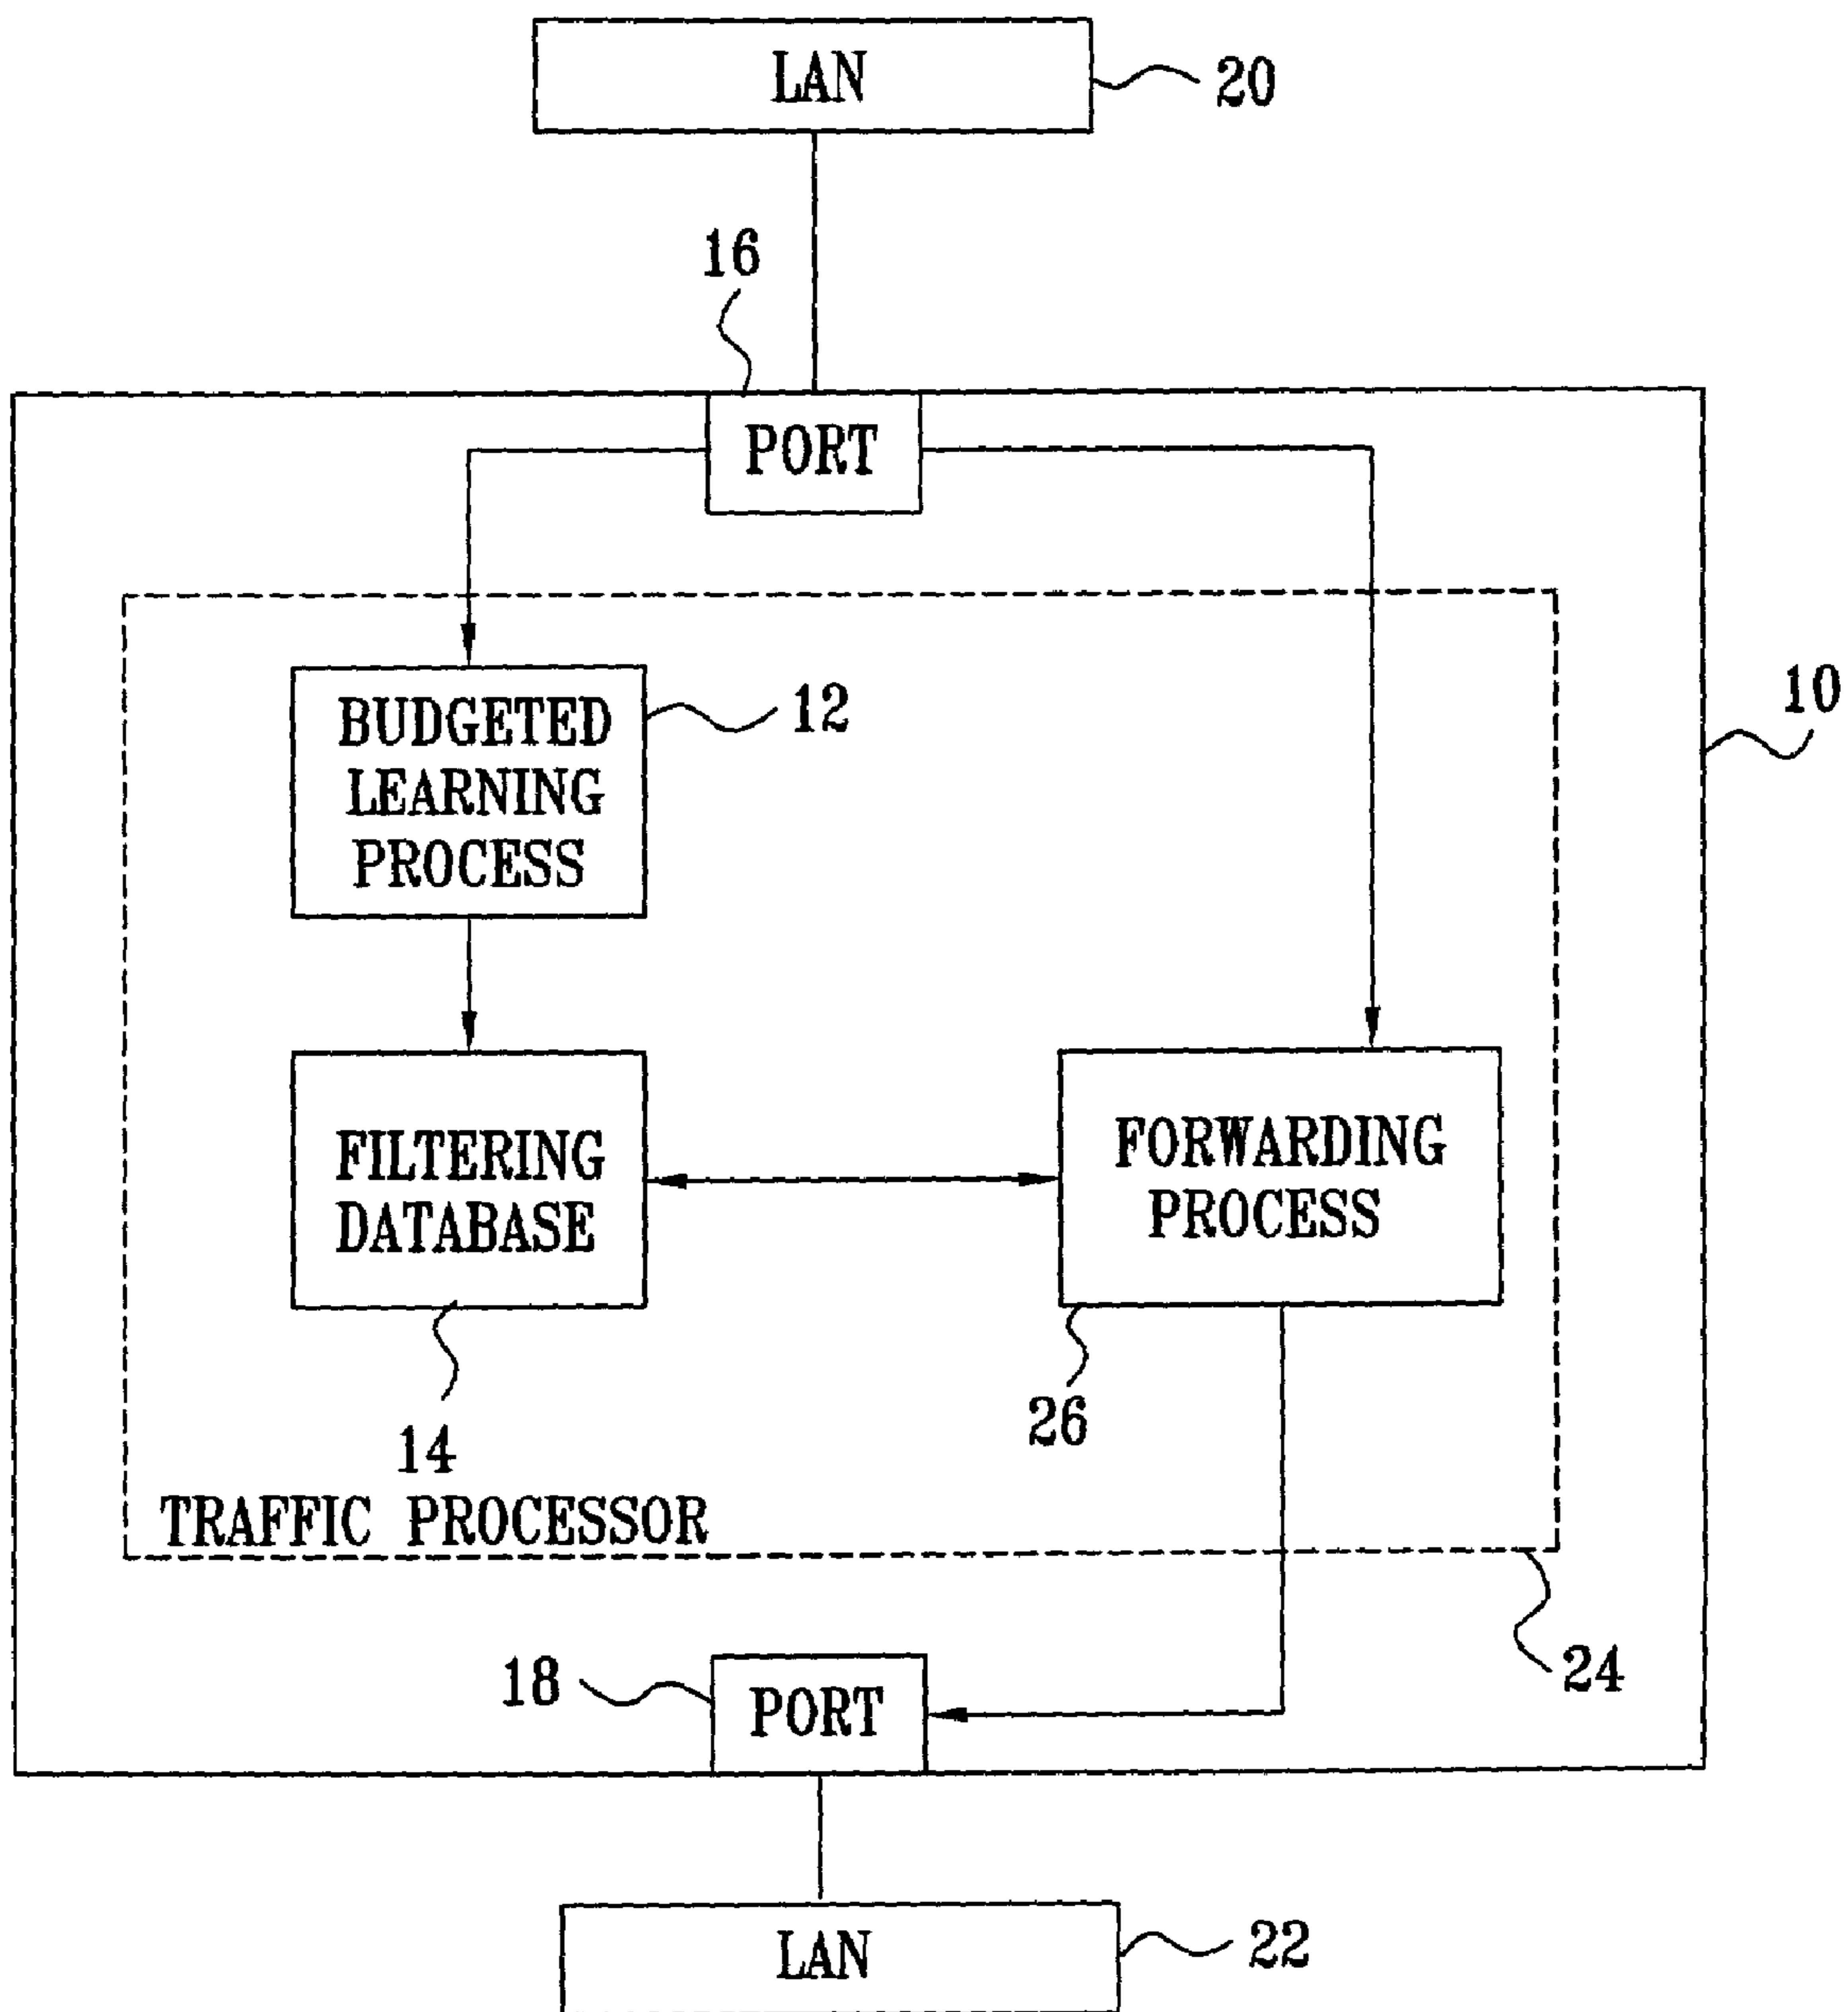 LAN
20
16
PORT
10
BUDGETED
LEARNING
PROCESS
12
FILTERING
DATABASE
FORWARDING
PROCESS
14
26
TRAFFIC PROCESSOR
24
18
PORT
LAN
22